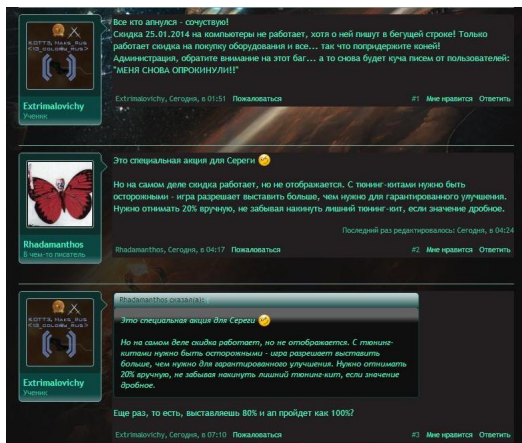 Все кто апнулся - сочуствую!
Скидка 25.01.2014 на компьютеры не работает, хотя о ней пишут в бегущей строке! Только
работает скидка на покупку оборудования и все... так что попридержите коней!
Администрация, обратите внимание на этот баг... а то снова будет куча писем от пользователей:
"МЕНЯ СНОВА ОПРОКИНУЛИ!!"
Extrimalovichy
Ученик
Extrimalovichy, Сегодня, в 01:51 Пожаловаться #1 Мне нравится Ответить
Это специальная акция для Сереги
Но на самом деле скидка работает, но не отображается. С тюнинг-китами нужно быть
осторожными - игра разрешает выставить больше, чем нужно для гарантированного улучшения.
Нужно отнимать 20% вручную, не забывая накинуть лишний тюнинг-кит, если значение дробное.
Последний раз редактировалось: Сегодня, в 04:24
Rhadamanthos
В чем-то писатель
Rhadamanthos, Сегодня, в 04:17 Пожаловаться #2 Мне нравится Ответить
Rhadamanthos сказал(а):
Это специальная акция для Сереги
Но на самом деле скидка работает, но не отображается. С тюнинг-
китами нужно быть осторожными - игра разрешает выставить
больше, чем нужно для гарантированного улучшения. Нужно отнимать
20% вручную, не забывая накинуть лишний тюнинг-кит, если значение
дробное.
Extrimalovichy
Ученик
Еще раз, то есть, выставляешь 80% и ап пройдет как 100%?
Extrimalovichy, Сегодня, в 07:10 Пожаловаться #3 Мне нравится Ответить